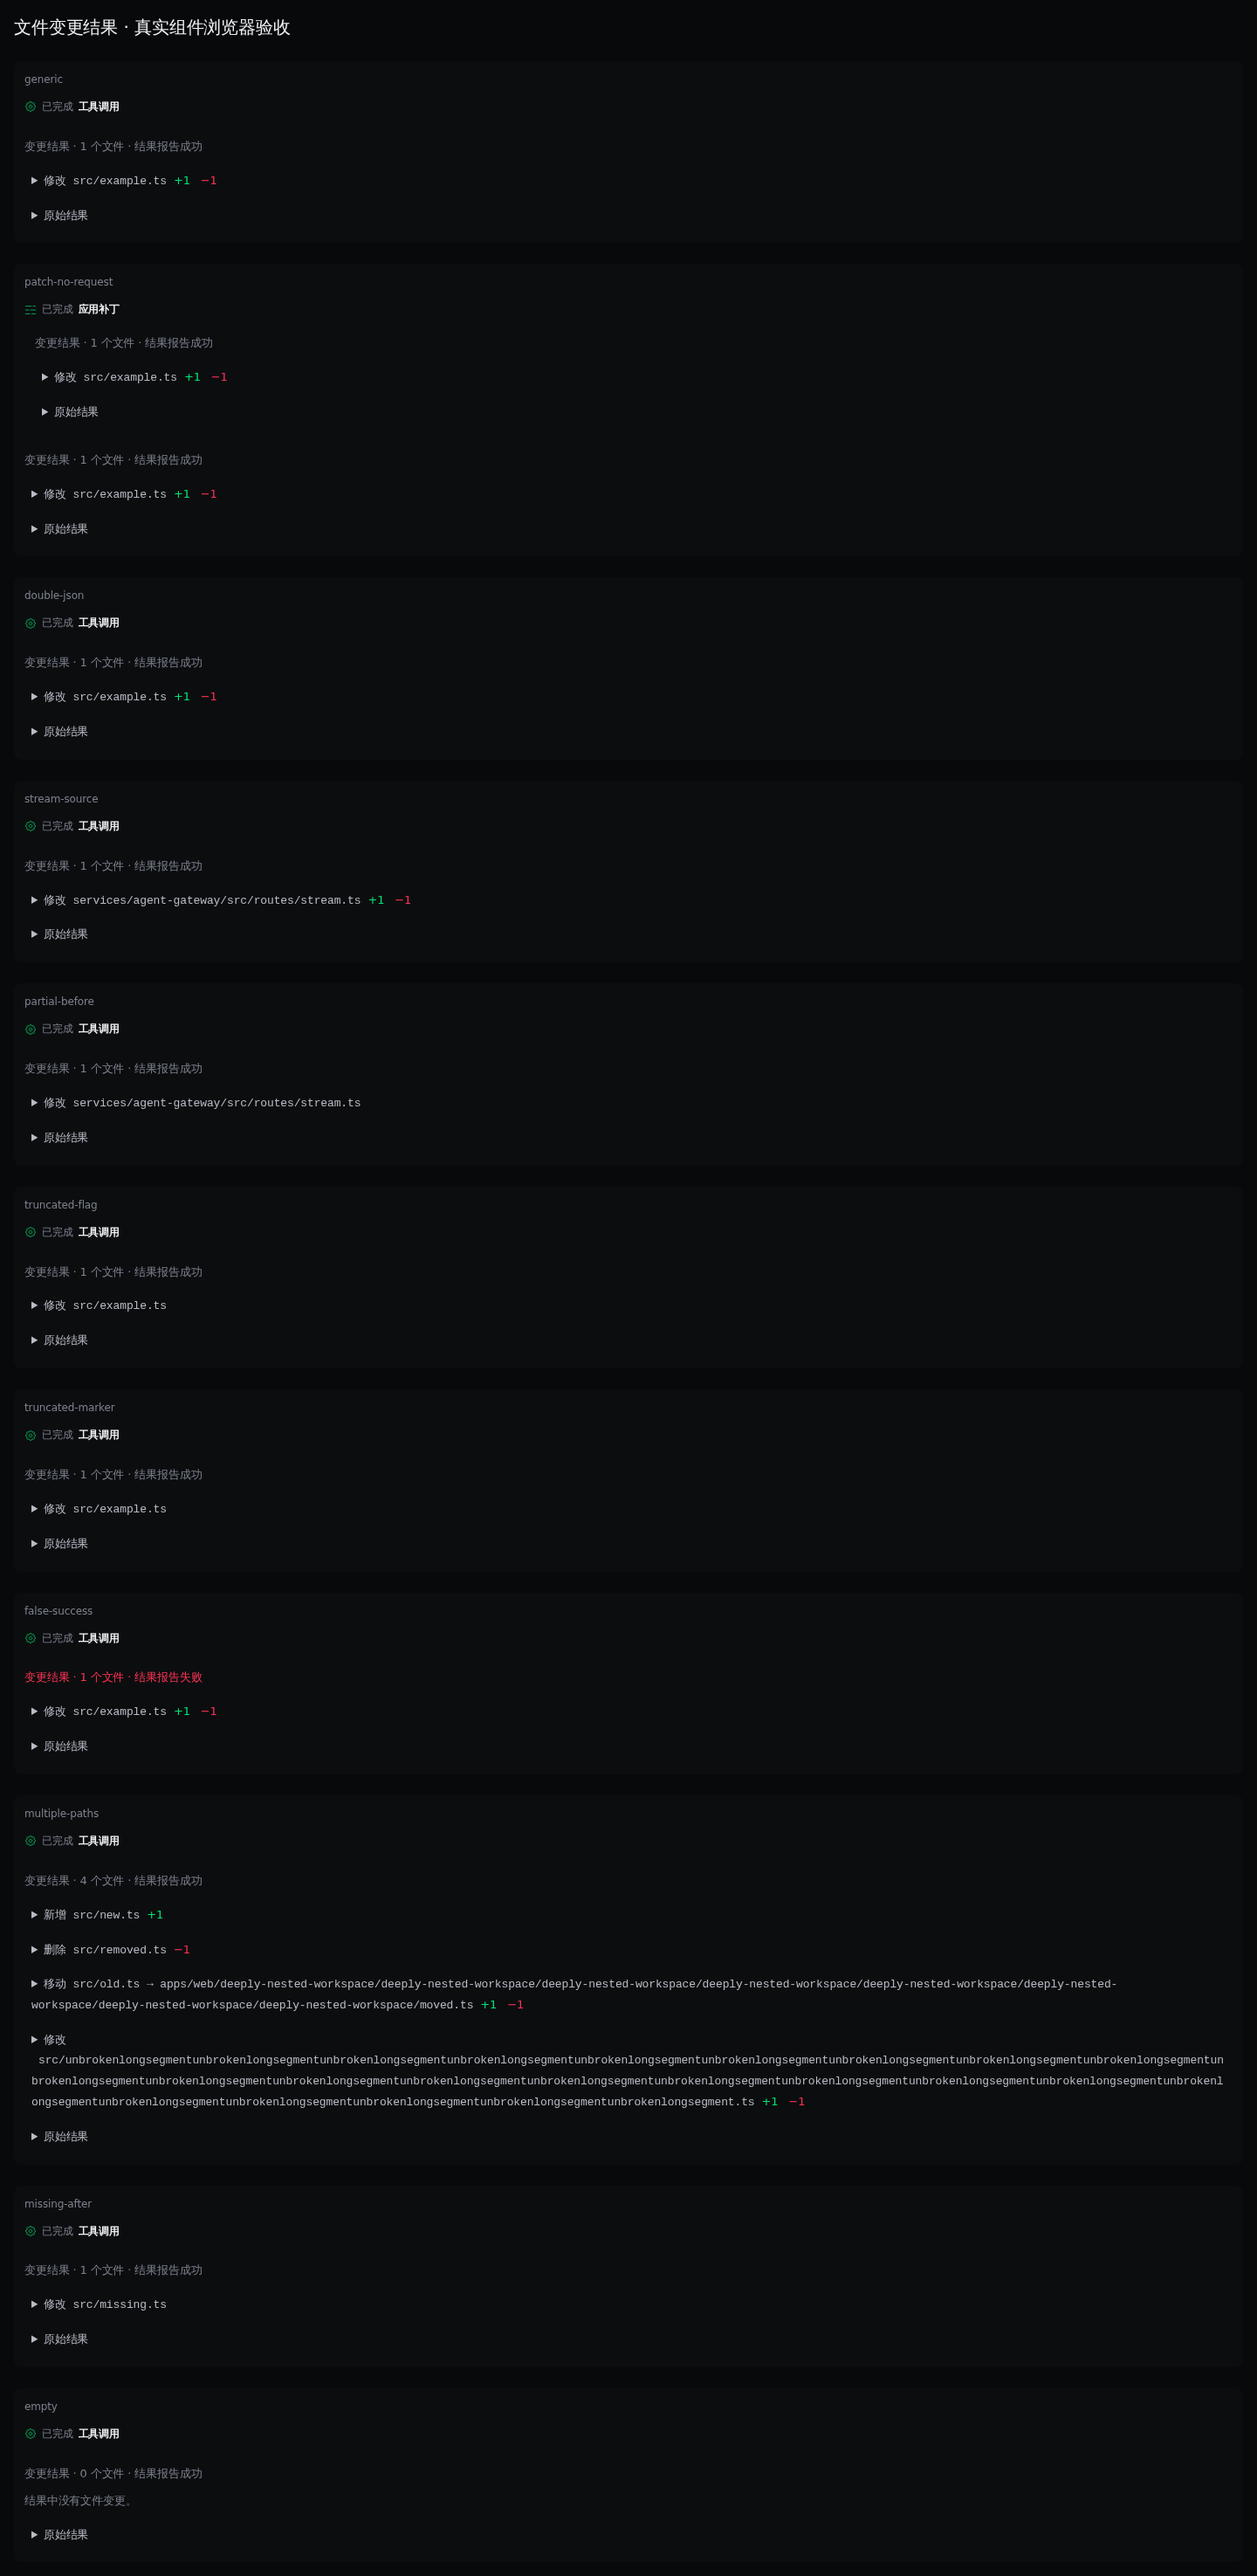 文件变更结果 · 真实组件浏览器验收
generic
已完成 工具调用
变更结果 · 1 个文件 · 结果报告成功
▶ 修改 src/example.ts +1 −1
▶ 原始结果
patch-no-request
已完成 应用补丁
变更结果 · 1 个文件 · 结果报告成功
▶ 修改 src/example.ts +1 −1
▶ 原始结果
变更结果 · 1 个文件 · 结果报告成功
▶ 修改 src/example.ts +1 −1
▶ 原始结果
double-json
已完成 工具调用
变更结果 · 1 个文件 · 结果报告成功
▶ 修改 src/example.ts +1 −1
▶ 原始结果
stream-source
已完成 工具调用
变更结果 · 1 个文件 · 结果报告成功
▶ 修改 services/agent-gateway/src/routes/stream.ts +1 −1
▶ 原始结果
partial-before
已完成 工具调用
变更结果 · 1 个文件 · 结果报告成功
▶ 修改 services/agent-gateway/src/routes/stream.ts
▶ 原始结果
truncated-flag
已完成 工具调用
变更结果 · 1 个文件 · 结果报告成功
▶ 修改 src/example.ts
▶ 原始结果
truncated-marker
已完成 工具调用
变更结果 · 1 个文件 · 结果报告成功
▶ 修改 src/example.ts
▶ 原始结果
false-success
已完成 工具调用
变更结果 · 1 个文件 · 结果报告失败
▶ 修改 src/example.ts +1 −1
▶ 原始结果
multiple-paths
已完成 工具调用
变更结果 · 4 个文件 · 结果报告成功
▶ 新增 src/new.ts +1
▶ 删除 src/removed.ts −1
▶ 移动 src/old.ts → apps/web/deeply-nested-workspace/deeply-nested-workspace/deeply-nested-workspace/deeply-nested-workspace/deeply-nested-workspace/deeply-nested-
workspace/deeply-nested-workspace/deeply-nested-workspace/moved.ts +1 −1
▶ 修改
src/unbrokenlongsegmentunbrokenlongsegmentunbrokenlongsegmentunbrokenlongsegmentunbrokenlongsegmentunbrokenlongsegmentunbrokenlongsegmentunbrokenlongsegmentunbrokenlongsegmentun
brokenlongsegmentunbrokenlongsegmentunbrokenlongsegmentunbrokenlongsegmentunbrokenlongsegmentunbrokenlongsegmentunbrokenlongsegmentunbrokenlongsegmentunbrokenlongsegmentunbrokenl
ongsegmentunbrokenlongsegmentunbrokenlongsegmentunbrokenlongsegmentunbrokenlongsegmentunbrokenlongsegment.ts +1 −1
▶ 原始结果
missing-after
已完成 工具调用
变更结果 · 1 个文件 · 结果报告成功
▶ 修改 src/missing.ts
▶ 原始结果
empty
已完成 工具调用
变更结果 · 0 个文件 · 结果报告成功
结果中没有文件变更。
▶ 原始结果